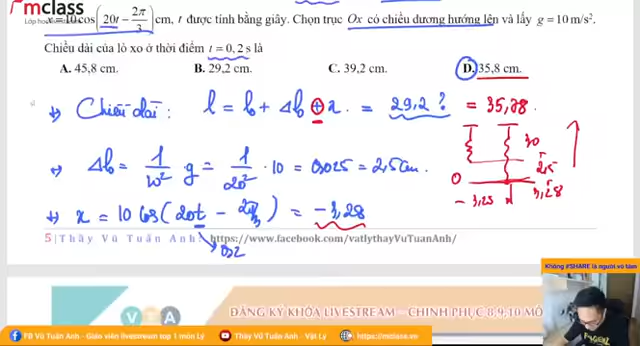 mclass
x = 10cos(20t − 2π/3) cm, t được tính bằng giây. Chọn trục Ox có chiều dương hướng lên và lấy g = 10 m/s².
Chiều dài của lò xo ở thời điểm t = 0,2 s là
A. 45,8 cm. B. 29,2 cm. C. 39,2 cm. D. 35,8 cm.
→ Chiều dài: l = l₀ + Δl₀ + x. = 29,2? = 35,78.
→ Δl₀ = 1/ω² · g = 1/20² · 10 = 0,025 = 2,5cm.
30
2,5
O
3,28
− 3,28
→ x = 10 cos(20t − 2π/3) = −3,28
0,2
5 | Thầy Vũ Tuấn Anh: https://www.facebook.com/vatlythayVuTuanAnh/
Không #SHARE là người vô tâm
VTA
ĐĂNG KÝ KHÓA LIVESTREAM – CHINH PHỤC 8,9,10 MÔ
FB Vũ Tuấn Anh - Giáo viên livestream top 1 môn Lý
Thầy Vũ Tuấn Anh - Vật Lý
https://mclass.vn